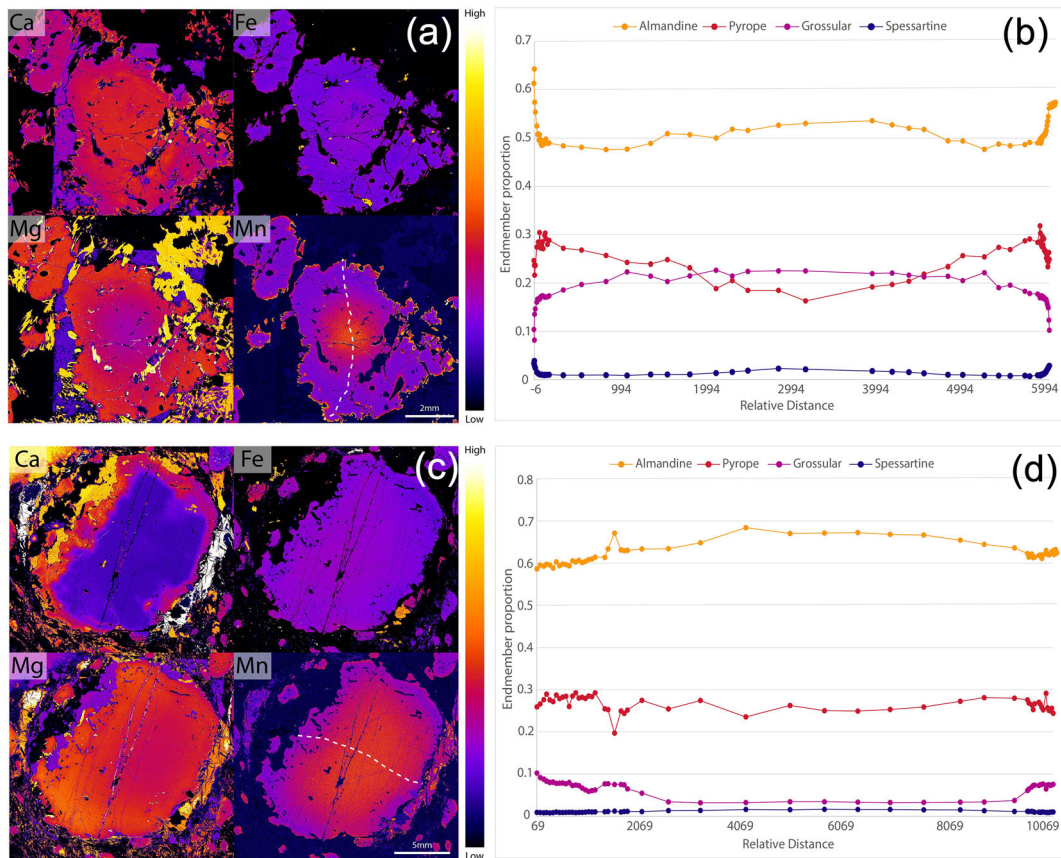 Ca
Fe
(a)
High
Mg
Mn
2mm
Low
(b)
Almandine Pyrope Grossular Spessartine
0.7
0.6
0.5
0.4
0.3
0.2
0.1
0
Endmember proportion
-6 994 1994 2994 3994 4994 5994
Relative Distance
Ca
Fe
(c)
High
Mg
Mn
5mm
Low
(d)
Almandine Pyrope Grossular Spessartine
0.8
0.7
0.6
0.5
0.4
0.3
0.2
0.1
0
Endmember proportion
69 2069 4069 6069 8069 10069
Relative Distance